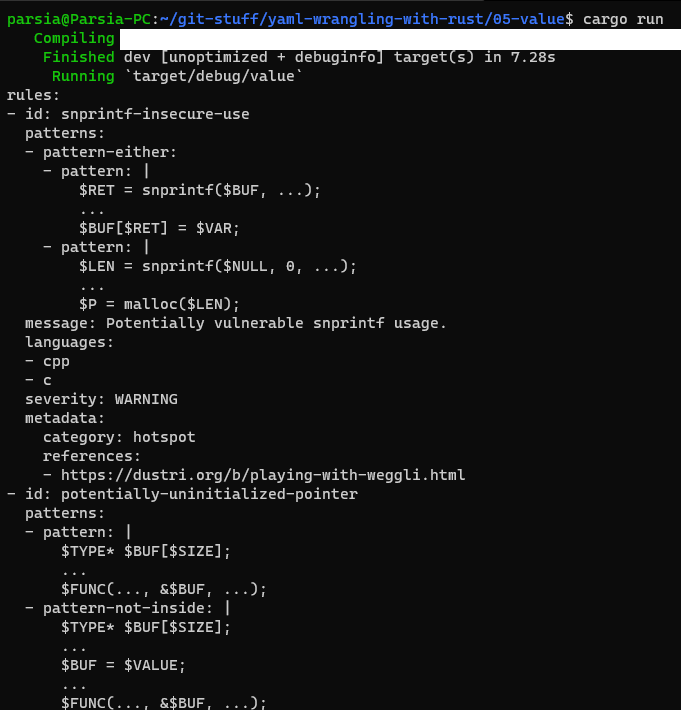 parsia@Parsia-PC:~/git-stuff/yaml-wrangling-with-rust/05-value$ cargo run
   Compiling
    Finished dev [unoptimized + debuginfo] target(s) in 7.28s
     Running `target/debug/value`
rules:
- id: snprintf-insecure-use
  patterns:
  - pattern-either:
    - pattern: |
        $RET = snprintf($BUF, ...);
        ...
        $BUF[$RET] = $VAR;
    - pattern: |
        $LEN = snprintf($NULL, 0, ...);
        ...
        $P = malloc($LEN);
  message: Potentially vulnerable snprintf usage.
  languages:
  - cpp
  - c
  severity: WARNING
  metadata:
    category: hotspot
    references:
    - https://dustri.org/b/playing-with-weggli.html
- id: potentially-uninitialized-pointer
  patterns:
  - pattern: |
      $TYPE* $BUF[$SIZE];
      ...
      $FUNC(..., &$BUF, ...);
  - pattern-not-inside: |
      $TYPE* $BUF[$SIZE];
      ...
      $BUF = $VALUE;
      ...
      $FUNC(..., &$BUF, ...);